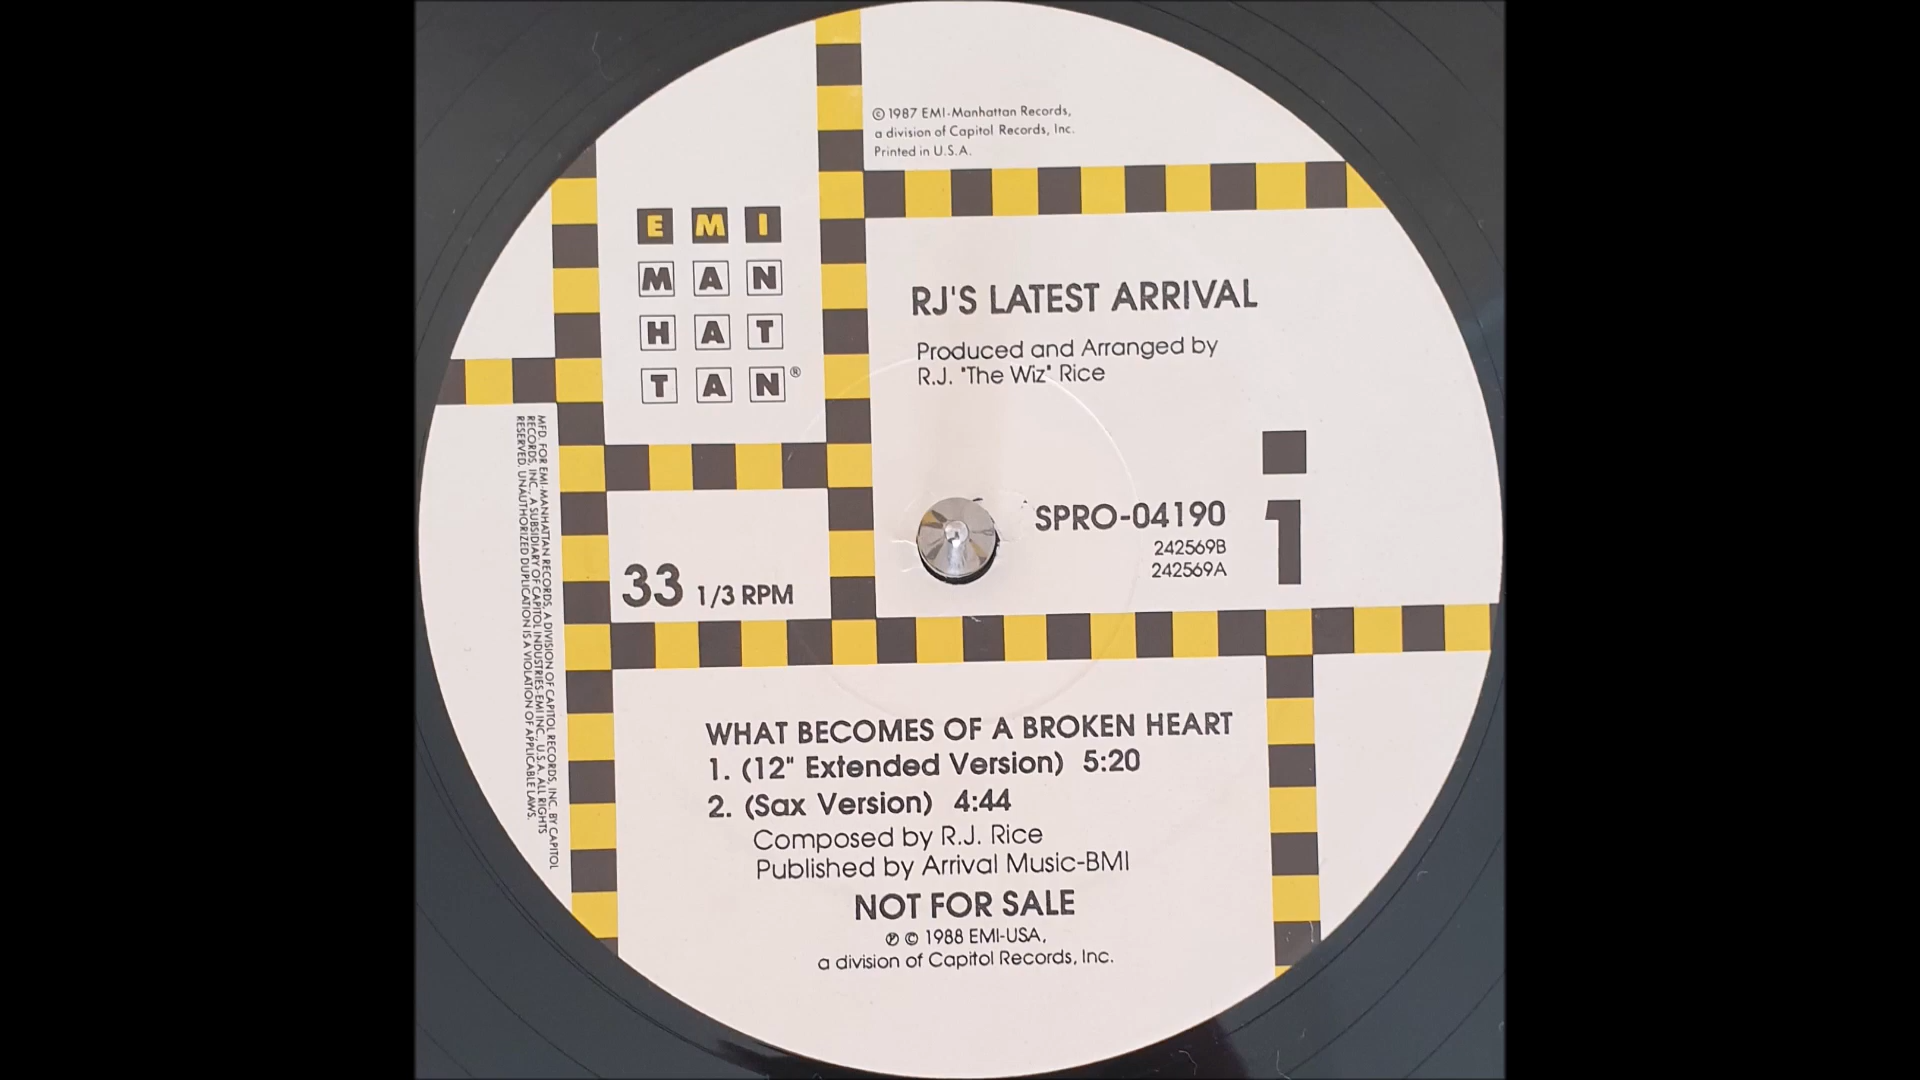 © 1987 EMI-Manhattan Records,
a division of Capitol Records, Inc.
Printed in U.S.A.
E M I
M A N
H A T
T A N ®
RJ'S LATEST ARRIVAL
Produced and Arranged by
R.J. "The Wiz" Rice
SPRO-04190
242569B
242569A
1
33 1/3 RPM
MFD. FOR EMI-MANHATTAN RECORDS, A DIVISION OF CAPITOL RECORDS, INC. BY CAPITOL
RECORDS, INC., A SUBSIDIARY OF CAPITOL INDUSTRIES-EMI INC., U.S.A. ALL RIGHTS
RESERVED. UNAUTHORIZED DUPLICATION IS A VIOLATION OF APPLICABLE LAWS.
WHAT BECOMES OF A BROKEN HEART
1. (12" Extended Version) 5:20
2. (Sax Version) 4:44
Composed by R.J. Rice
Published by Arrival Music-BMI
NOT FOR SALE
℗ © 1988 EMI-USA,
a division of Capitol Records, Inc.